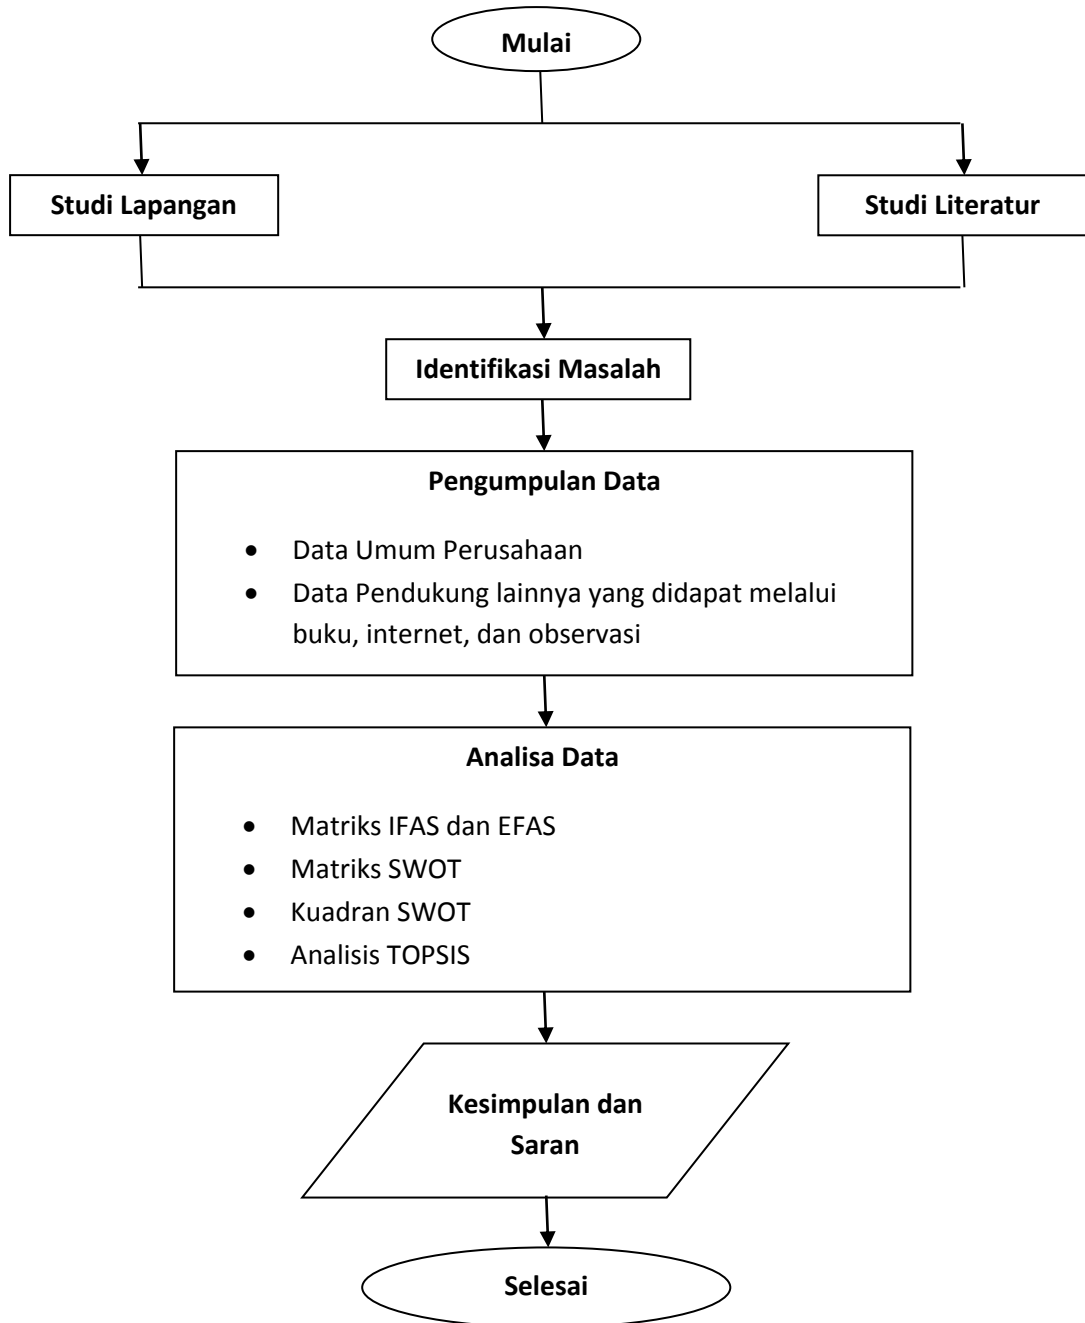 Mulai
Studi Lapangan
Studi Literatur
Identifikasi Masalah
Pengumpulan Data
• Data Umum Perusahaan
• Data Pendukung lainnya yang didapat melalui
buku, internet, dan observasi
Analisa Data
• Matriks IFAS dan EFAS
• Matriks SWOT
• Kuadran SWOT
• Analisis TOPSIS
Kesimpulan dan
Saran
Selesai